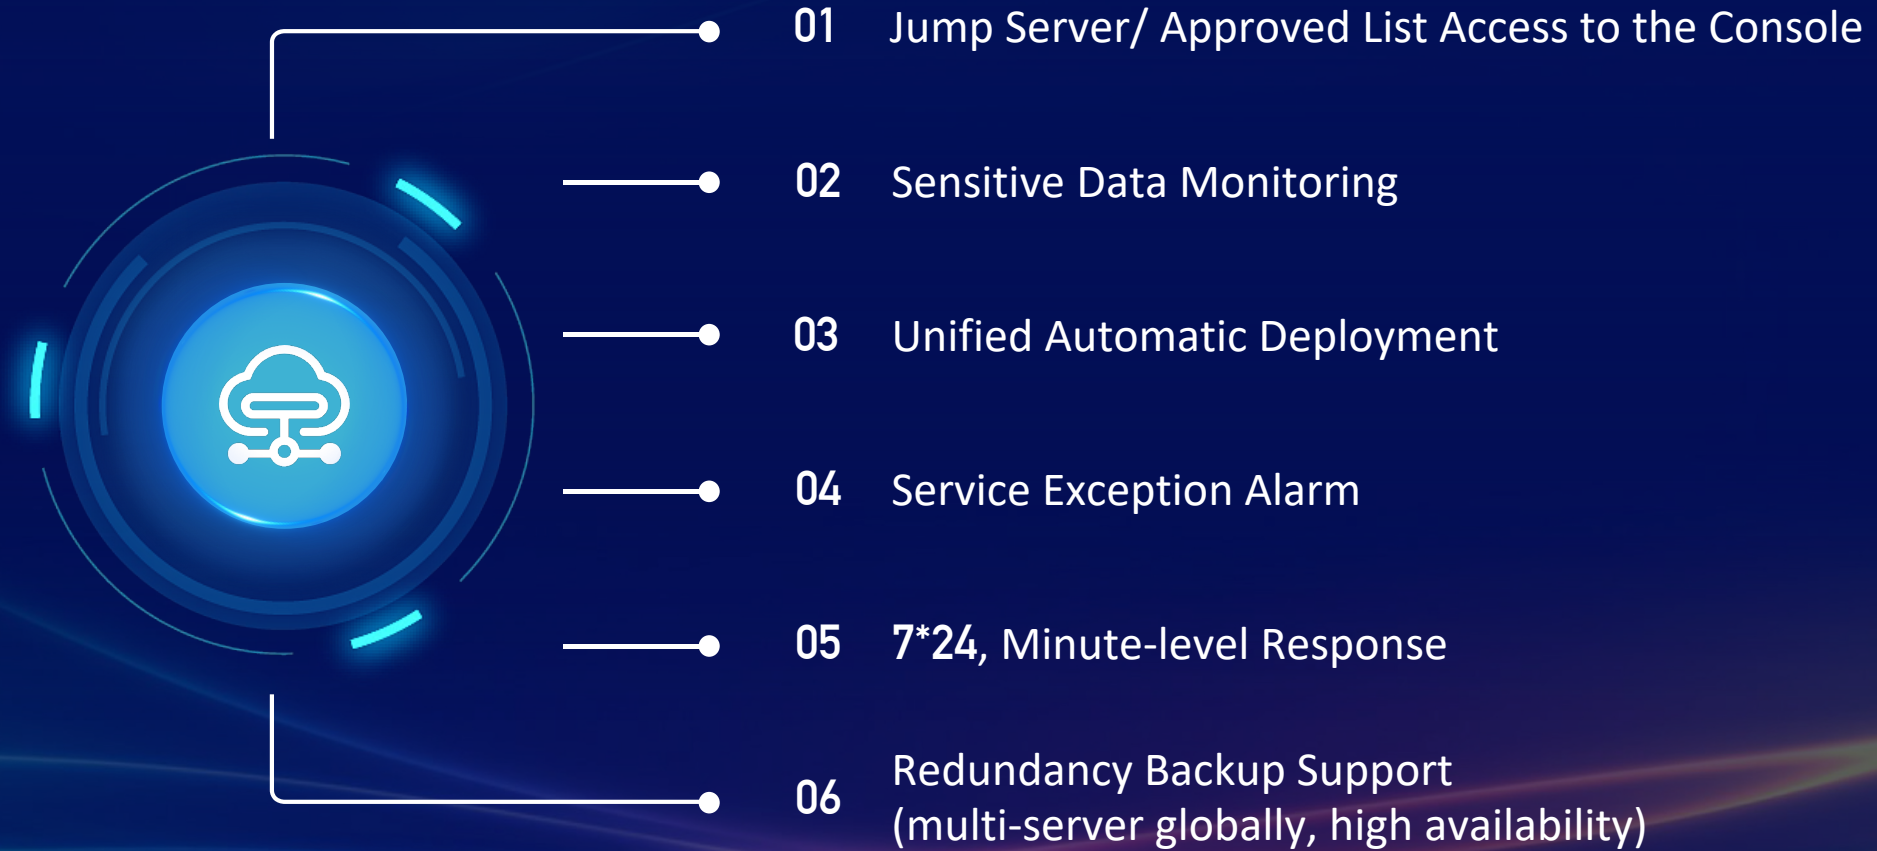 01 Jump Server/ Approved List Access to the Console
02 Sensitive Data Monitoring
03 Unified Automatic Deployment
04 Service Exception Alarm
05 7*24, Minute-level Response
06 Redundancy Backup Support
(multi-server globally, high availability)